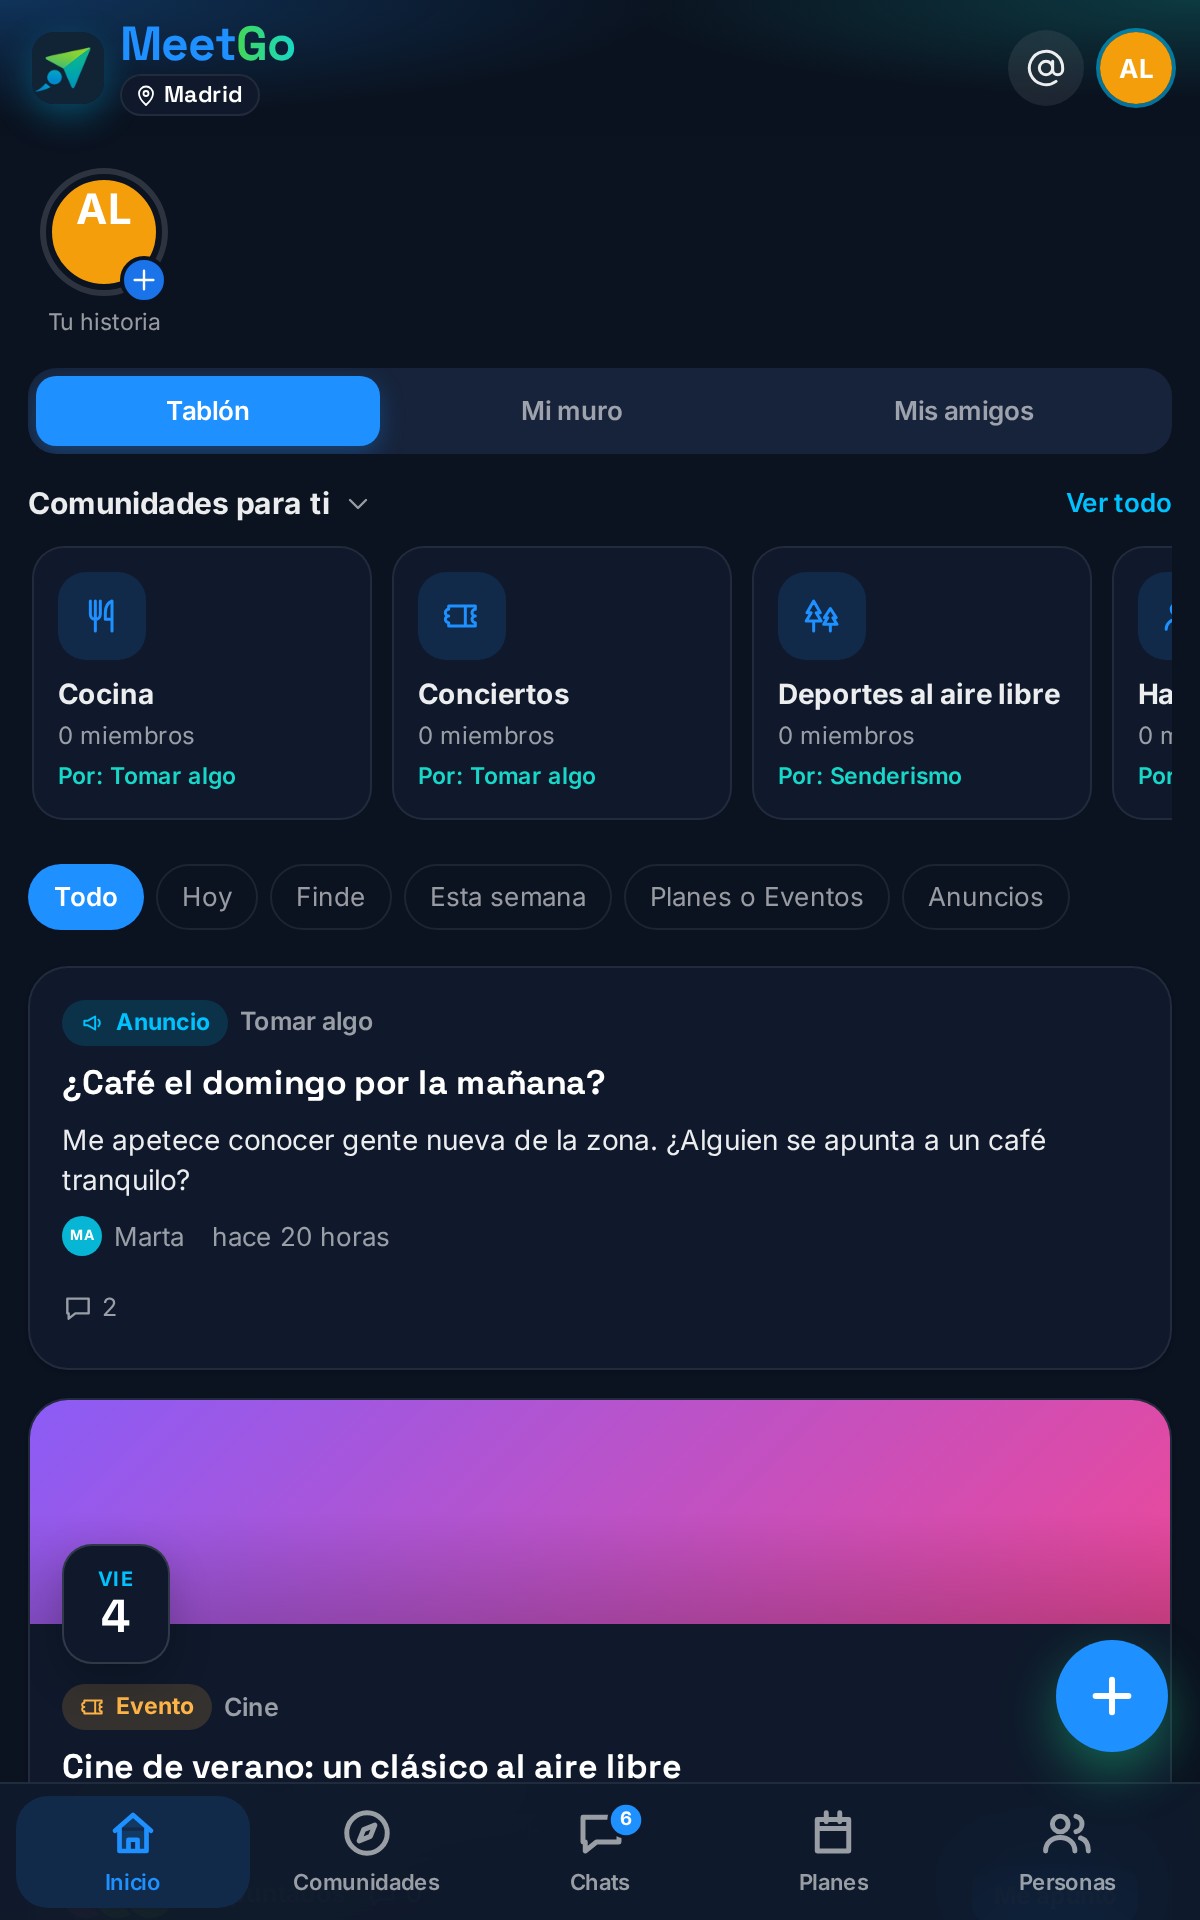 MeetGo
Madrid
AL
AL
Tu historia
Tablón
Mi muro
Mis amigos
Comunidades para ti
Ver todo
Cocina
0 miembros
Por: Tomar algo
Conciertos
0 miembros
Por: Tomar algo
Deportes al aire libre
0 miembros
Por: Senderismo
Ha
0 m
Por
Todo
Hoy
Finde
Esta semana
Planes o Eventos
Anuncios
Anuncio
Tomar algo
¿Café el domingo por la mañana?
Me apetece conocer gente nueva de la zona. ¿Alguien se apunta a un café
tranquilo?
MA
Marta
hace 20 horas
2
VIE
4
Evento
Cine
Cine de verano: un clásico al aire libre
Inicio
Comunidades
6
Chats
Planes
Personas